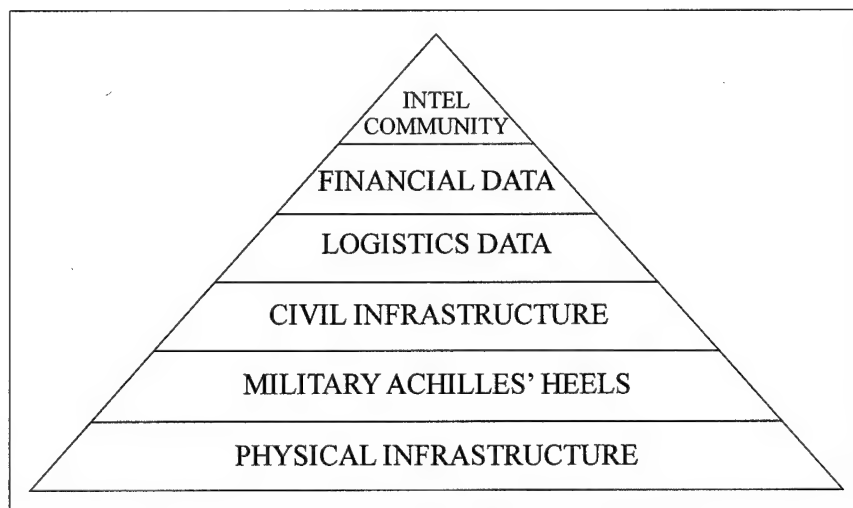 INTEL
COMMUNITY
FINANCIAL DATA
LOGISTICS DATA
CIVIL INFRASTRUCTURE
MILITARY ACHILLES’ HEELS
PHYSICAL INFRASTRUCTURE